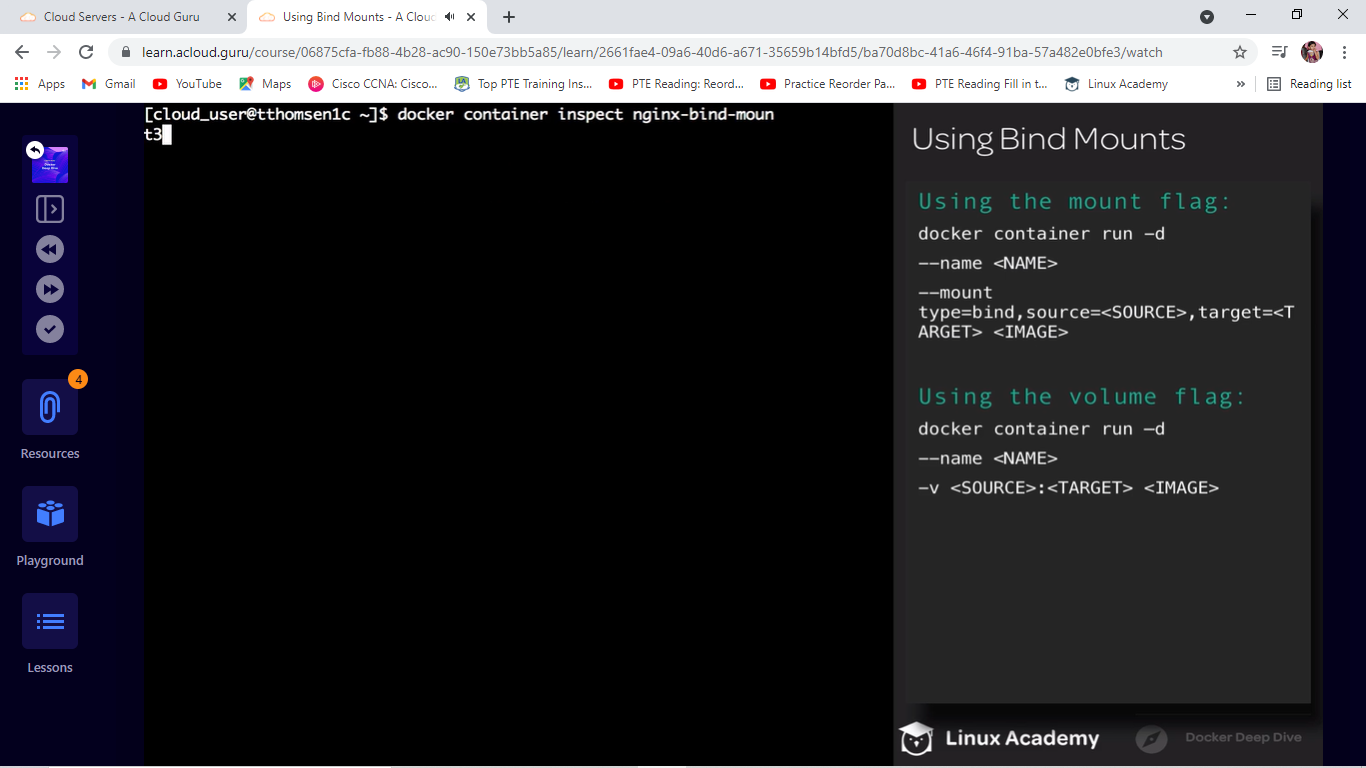 Cloud Servers - A Cloud Guru
Using Bind Mounts - A Clou
learn.acloud.guru/course/06875cfa-fb88-4b28-ac90-150e73bb5a85/learn/2661fae4-09a6-40d6-a671-35659b14bfd5/ba70d8bc-41a6-46f4-91ba-57a482e0bfe3/watch
Apps Gmail YouTube Maps Cisco CCNA: Cisco... Top PTE Training Ins... PTE Reading: Reord... Practice Reorder Pa... PTE Reading Fill in t... Linux Academy » Reading list
[cloud_user@tthomsen1c ~]$ docker container inspect nginx-bind-moun
t3
4
Resources
Playground
Lessons
Using Bind Mounts
Using the mount flag:
docker container run –d
--name <NAME>
--mount
type=bind,source=<SOURCE>,target=<T
ARGET> <IMAGE>
Using the volume flag:
docker container run –d
--name <NAME>
-v <SOURCE>:<TARGET> <IMAGE>
Linux Academy
Docker Deep Dive